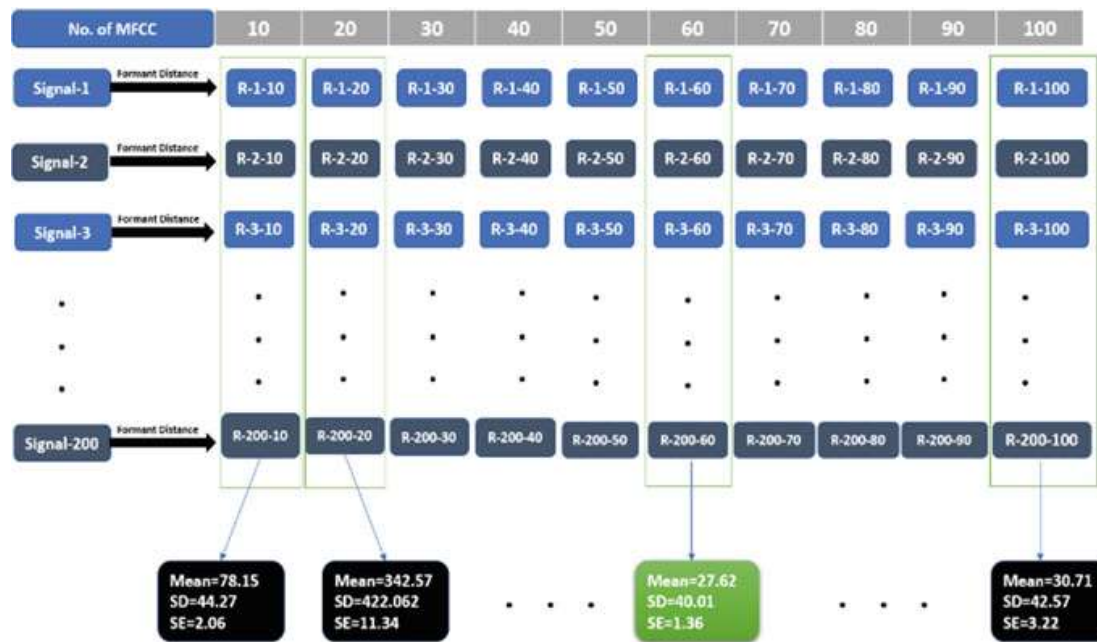 No. of MFCC 10 20 30 40 50 60 70 80 90 100
Signal-1 Formant Distance R-1-10 R-1-20 R-1-30 R-1-40 R-1-50 R-1-60 R-1-70 R-1-80 R-1-90 R-1-100
Signal-2 Formant Distance R-2-10 R-2-20 R-2-30 R-2-40 R-2-50 R-2-60 R-2-70 R-2-80 R-2-90 R-2-100
Signal-3 Formant Distance R-3-10 R-3-20 R-3-30 R-3-40 R-3-50 R-3-60 R-3-70 R-3-80 R-3-90 R-3-100
Signal-200 Formant Distance R-200-10 R-200-20 R-200-30 R-200-40 R-200-50 R-200-60 R-200-70 R-200-80 R-200-90 R-200-100
Mean=78.15
SD=44.27
SE=2.06
Mean=342.57
SD=422.062
SE=11.34
. . .
Mean=27.62
SD=40.01
SE=1.36
. . .
Mean=30.71
SD=42.57
SE=3.22